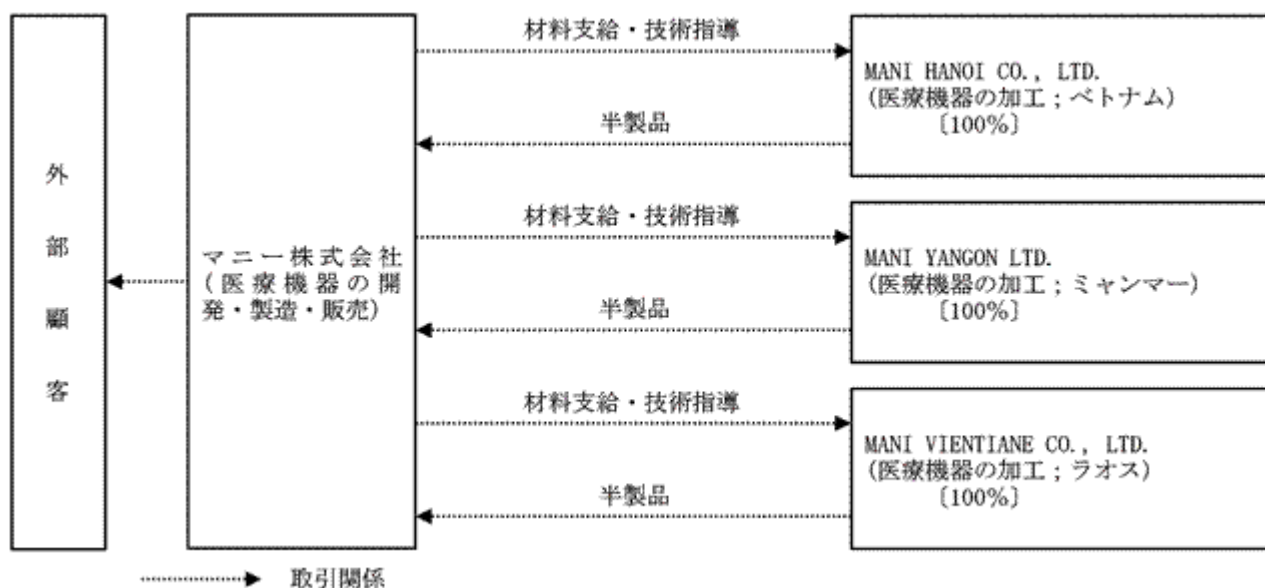 外部顧客
マニー株式会社
(医療機器の開
発・製造・販売)
材料支給・技術指導
半製品
MANI HANOI CO., LTD.
(医療機器の加工;ベトナム)
〔100%〕
材料支給・技術指導
半製品
MANI YANGON LTD.
(医療機器の加工;ミャンマー)
〔100%〕
材料支給・技術指導
半製品
MANI VIENTIANE CO., LTD.
(医療機器の加工;ラオス)
〔100%〕
取引関係